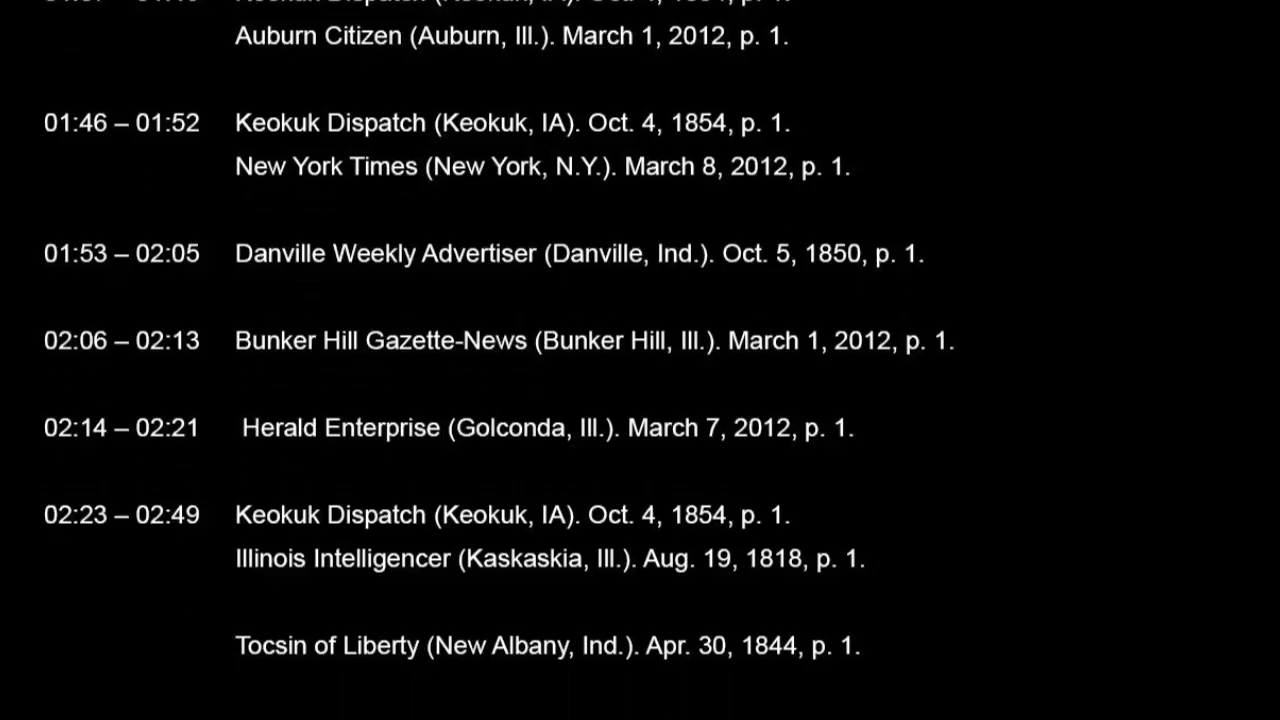 Auburn Citizen (Auburn, Ill.). March 1, 2012, p. 1.
01:46 – 01:52 Keokuk Dispatch (Keokuk, IA). Oct. 4, 1854, p. 1.
New York Times (New York, N.Y.). March 8, 2012, p. 1.
01:53 – 02:05 Danville Weekly Advertiser (Danville, Ind.). Oct. 5, 1850, p. 1.
02:06 – 02:13 Bunker Hill Gazette-News (Bunker Hill, Ill.). March 1, 2012, p. 1.
02:14 – 02:21 Herald Enterprise (Golconda, Ill.). March 7, 2012, p. 1.
02:23 – 02:49 Keokuk Dispatch (Keokuk, IA). Oct. 4, 1854, p. 1.
Illinois Intelligencer (Kaskaskia, Ill.). Aug. 19, 1818, p. 1.
Tocsin of Liberty (New Albany, Ind.). Apr. 30, 1844, p. 1.